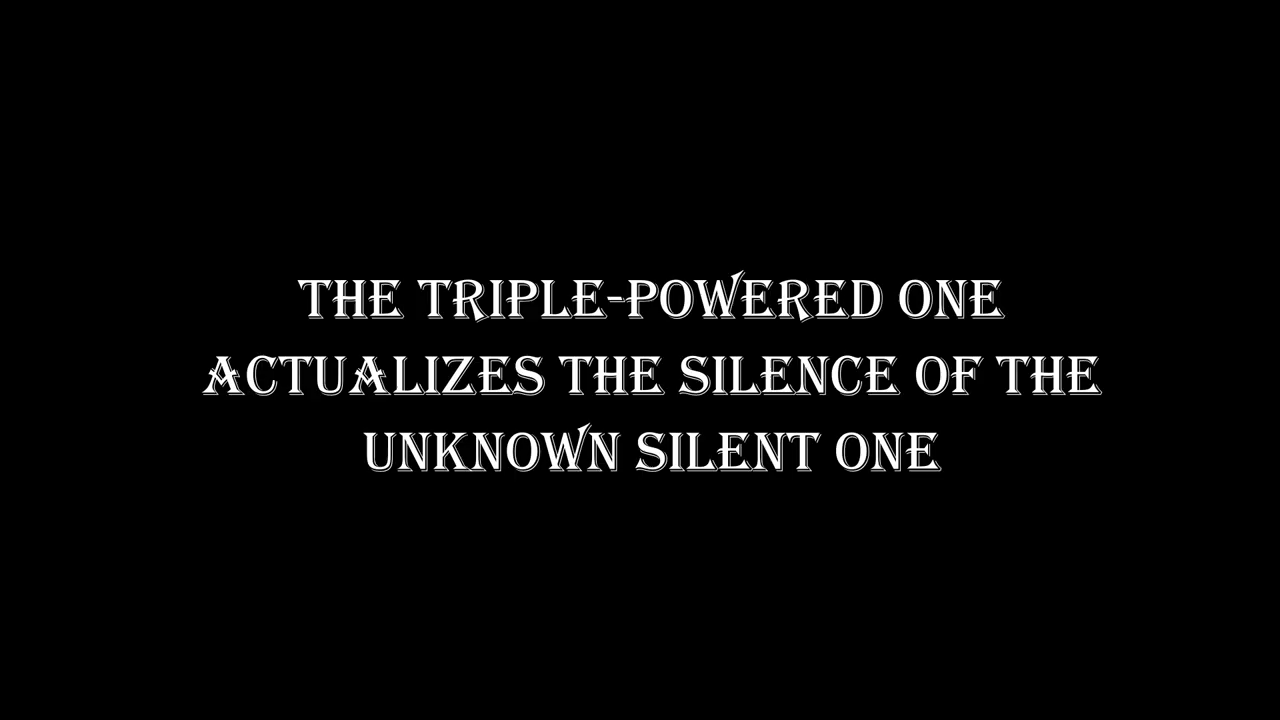 THE TRIPLE-POWERED ONE
ACTUALIZES THE SILENCE OF THE
UNKNOWN SILENT ONE